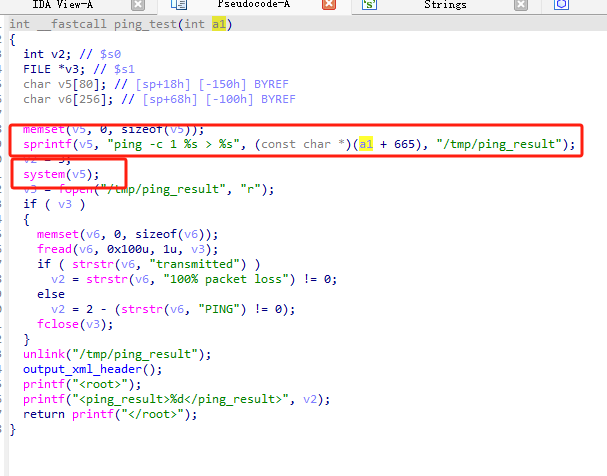 IDA View-A Pseudocode-A Strings
int __fastcall ping_test(int a1)
{
int v2; // $s0
FILE *v3; // $s1
char v5[80]; // [sp+18h] [-150h] BYREF
char v6[256]; // [sp+68h] [-100h] BYREF
memset(v5, 0, sizeof(v5));
sprintf(v5, "ping -c 1 %s > %s", (const char *)(a1 + 665), "/tmp/ping_result");
v2 = 3;
system(v5);
v3 = fopen("/tmp/ping_result", "r");
if ( v3 )
{
memset(v6, 0, sizeof(v6));
fread(v6, 0x100u, 1u, v3);
if ( strstr(v6, "transmitted") )
v2 = strstr(v6, "100% packet loss") != 0;
else
v2 = 2 - (strstr(v6, "PING") != 0);
fclose(v3);
}
unlink("/tmp/ping_result");
output_xml_header();
printf("<root>");
printf("<ping_result>%d</ping_result>", v2);
return printf("</root>");
}